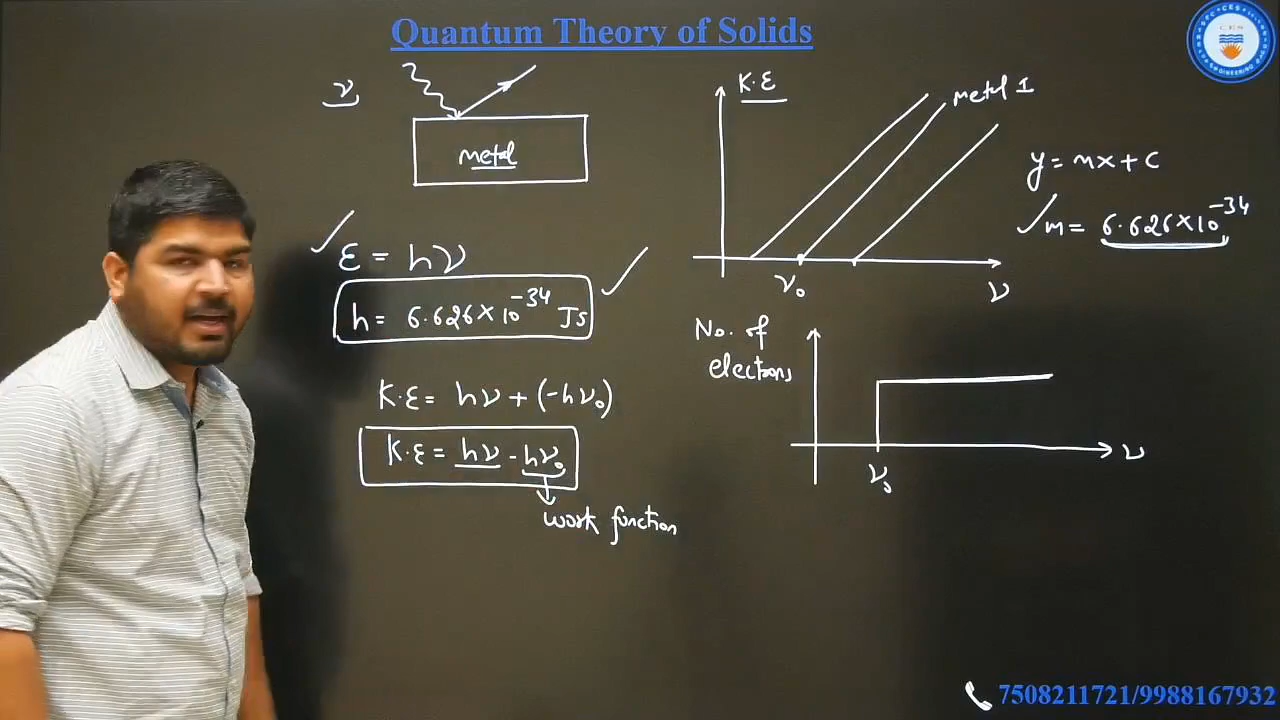 Quantum Theory of Solids
CES
ν
metal
ε = hν
h = 6.626×10⁻³⁴ Js
K.ε = hν + (-hν₀)
K.ε = hν - hν₀
work function
K.ε
metal I
ν₀
ν
y = mx + c
m = 6.626×10⁻³⁴
No. of
electrons
ν₀
ν
7508211721/9988167932